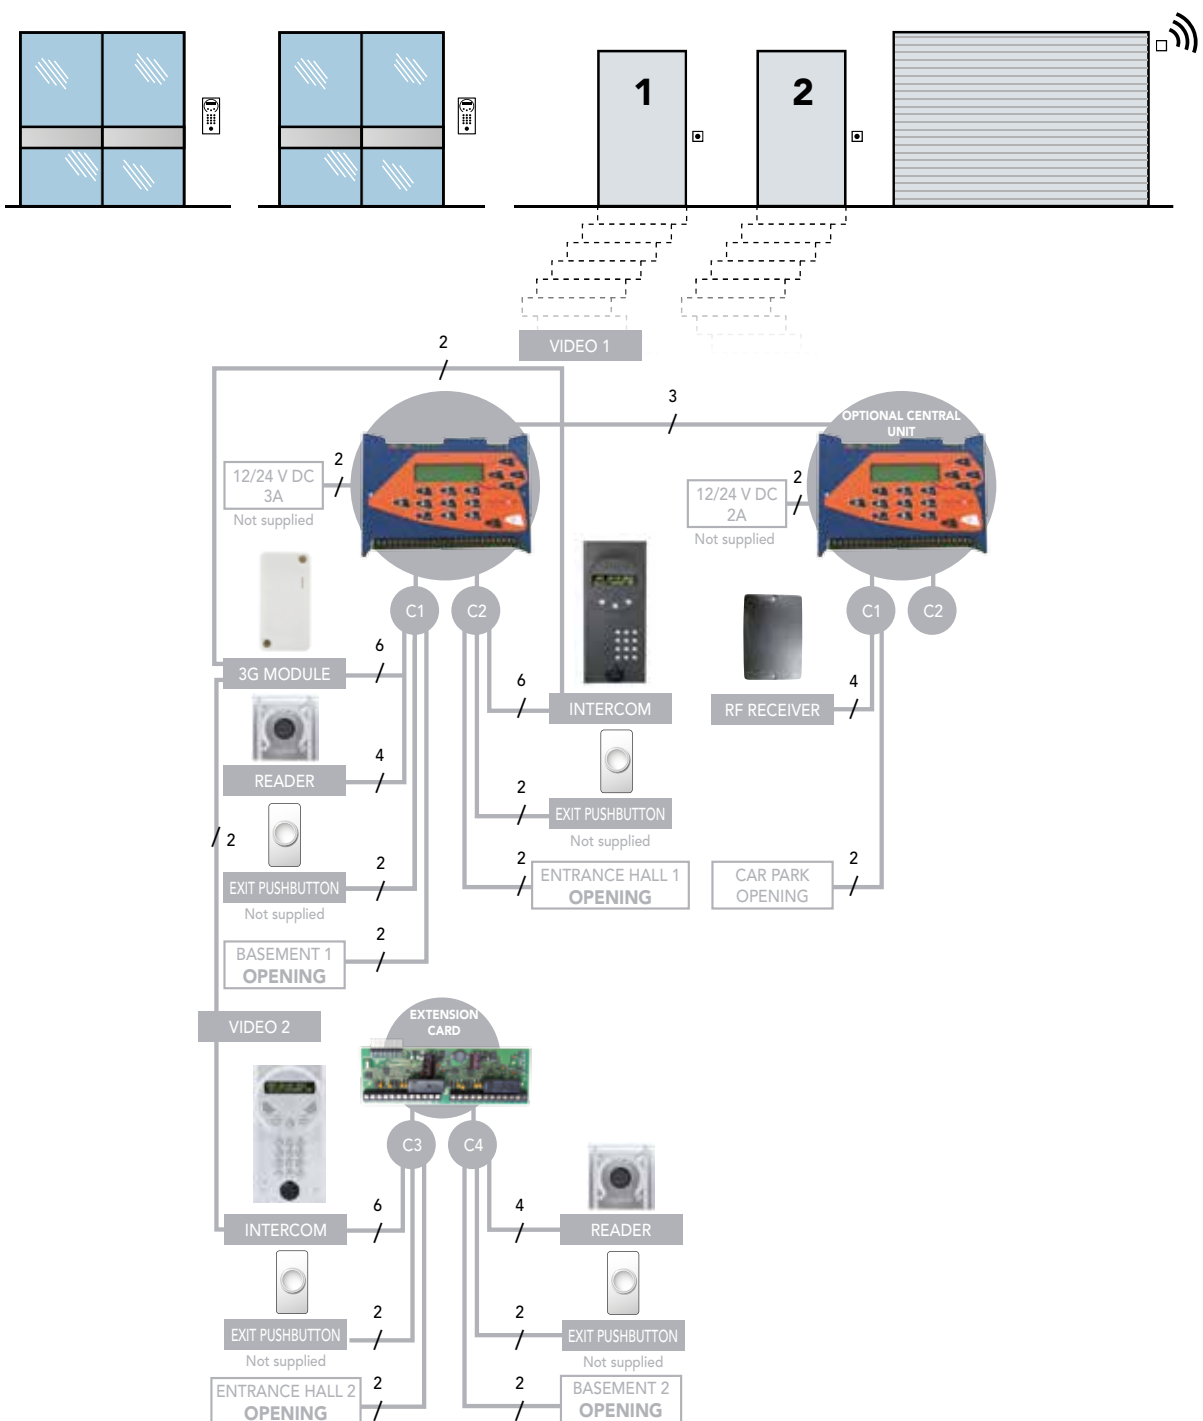 1
2
VIDEO 1
2
3
OPTIONAL CENTRAL
UNIT
12/24 V DC
3A
2
Not supplied
12/24 V DC
2A
2
Not supplied
C1
C2
C1
C2
3G MODULE
6
INTERCOM
6
RF RECEIVER
4
READER
4
EXIT PUSHBUTTON
2
Not supplied
2
EXIT PUSHBUTTON
2
Not supplied
ENTRANCE HALL 1
OPENING
2
CAR PARK
OPENING
2
BASEMENT 1
OPENING
2
VIDEO 2
EXTENSION
CARD
C3
C4
INTERCOM
6
READER
4
EXIT PUSHBUTTON
2
Not supplied
EXIT PUSHBUTTON
2
Not supplied
ENTRANCE HALL 2
OPENING
2
BASEMENT 2
OPENING
2